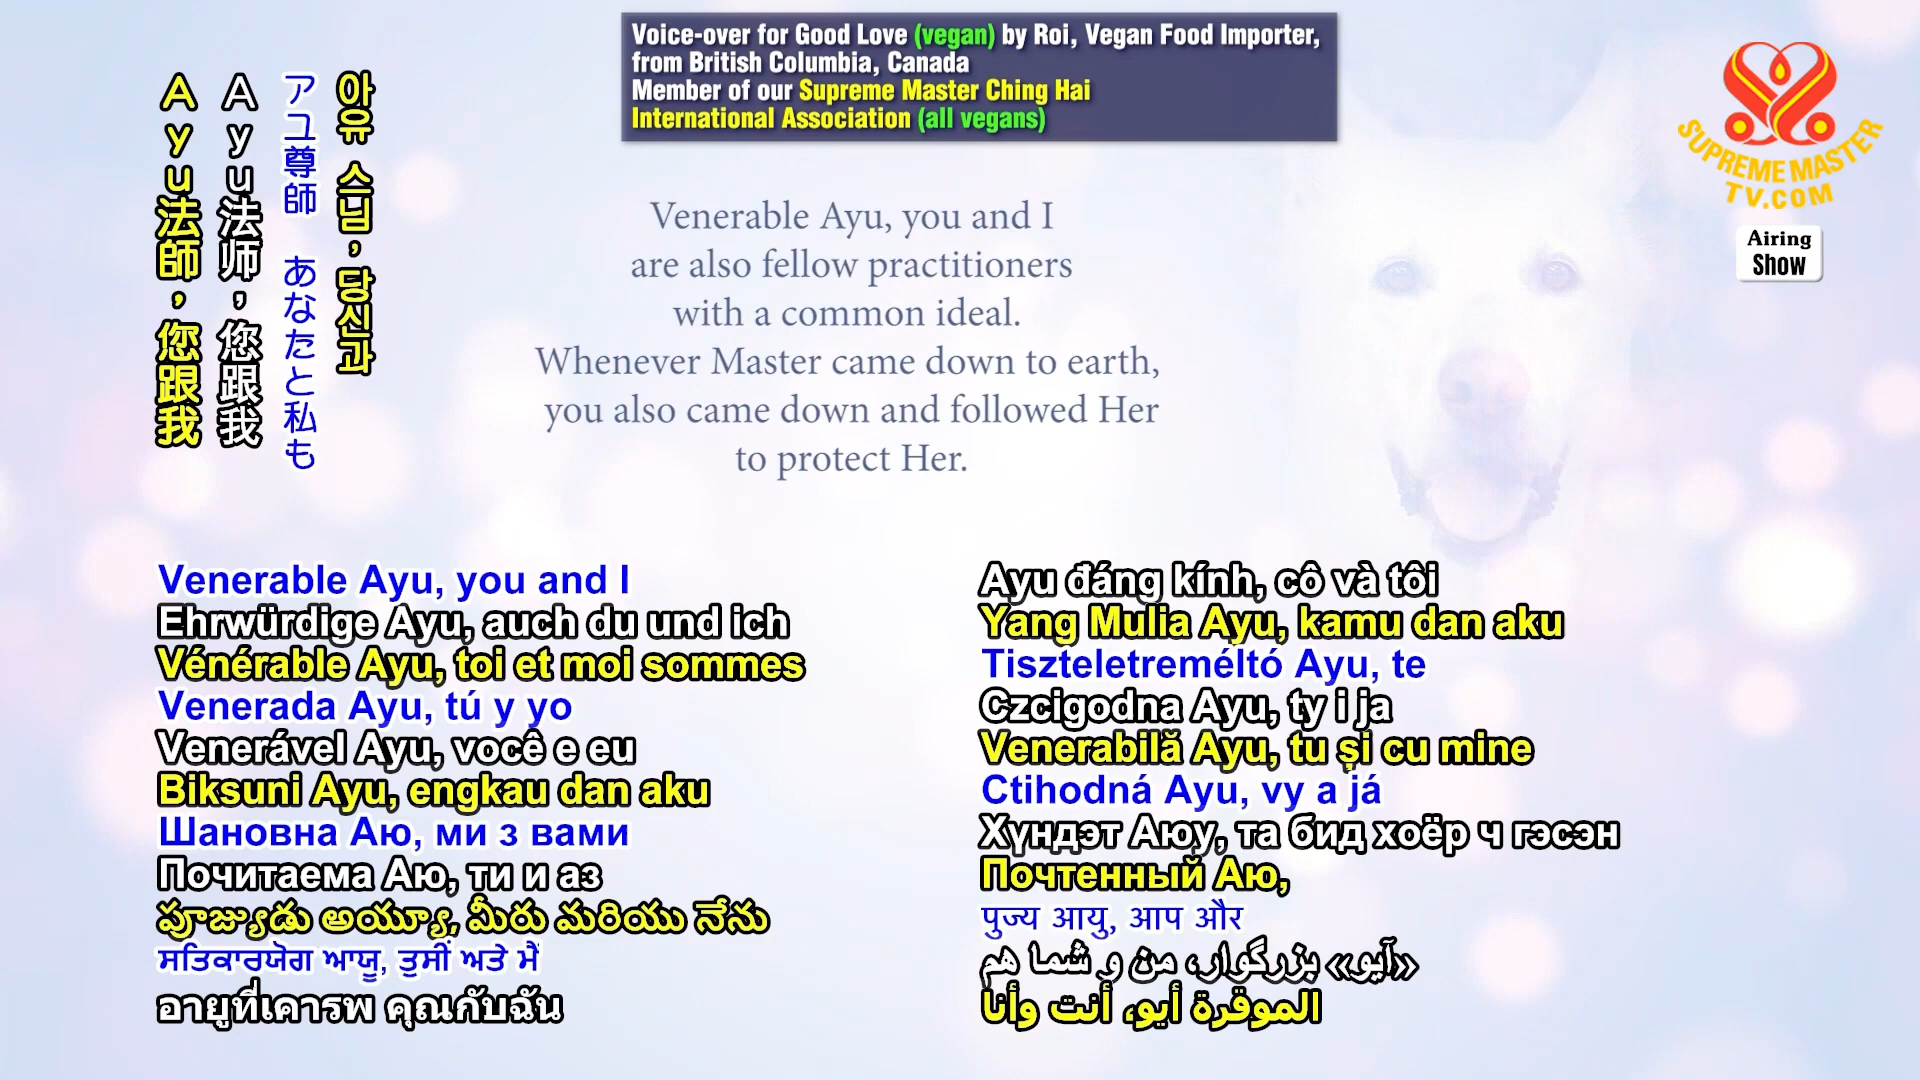 Voice-over for Good Love (vegan) by Roi, Vegan Food Importer,
from British Columbia, Canada
Member of our Supreme Master Ching Hai
International Association (all vegans)
SUPREME MASTER
TV.COM
Airing
Show
아유 스님, 당신과
アユ尊師 あなたと私も
Ayu法师,您跟我
Ayu法師,您跟我
Venerable Ayu, you and I
are also fellow practitioners
with a common ideal.
Whenever Master came down to earth,
you also came down and followed Her
to protect Her.
Venerable Ayu, you and I
Ehrwürdige Ayu, auch du und ich
Vénérable Ayu, toi et moi sommes
Venerada Ayu, tú y yo
Venerável Ayu, você e eu
Biksuni Ayu, engkau dan aku
Шановна Аю, ми з вами
Почитаема Аю, ти и аз
పూజ్యుడు అయ్యూ, మీరు మరియు నేను
ਸਤਿਕਾਰਯੋਗ ਆਯੂ, ਤੁਸੀਂ ਅਤੇ ਮੈਂ
อายุที่เคารพ คุณกับฉัน
Ayu đáng kính, cô và tôi
Yang Mulia Ayu, kamu dan aku
Tiszteletreméltó Ayu, te
Czcigodna Ayu, ty i ja
Venerabilă Ayu, tu și cu mine
Ctihodná Ayu, vy a já
Хүндэт Аюу, та бид хоёр ч гэсэн
Почтенный Аю,
पुज्य आयु, आप और
«آیو» بزرگوار، من و شما هم
الموقرة أيو، أنت وأنا